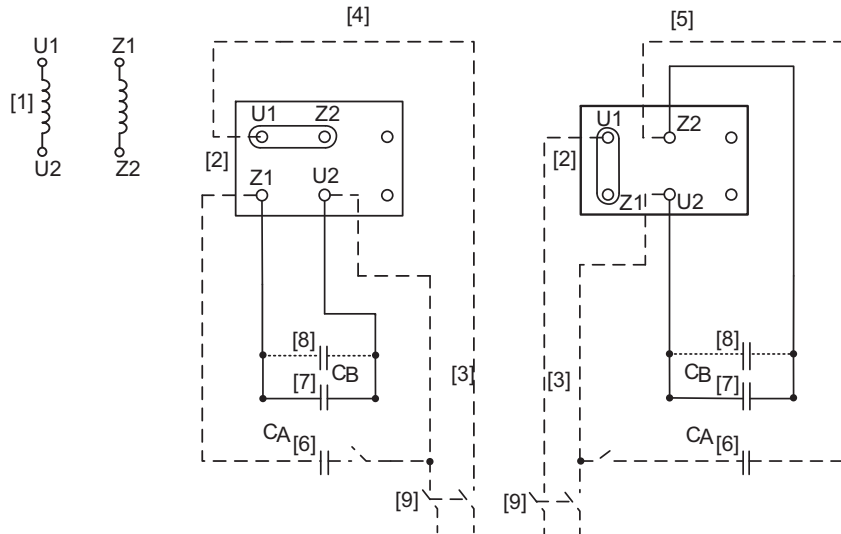 [4]
[5]
U1 Z1
[1]
U2 Z2
U1 Z2
[2]
Z1 U2
U1 Z2
[2]
Z1 U2
[8]
CB
[7]
[3]
CA [6]
[9]
[8]
CB
[7]
[3]
CA [6]
[9]